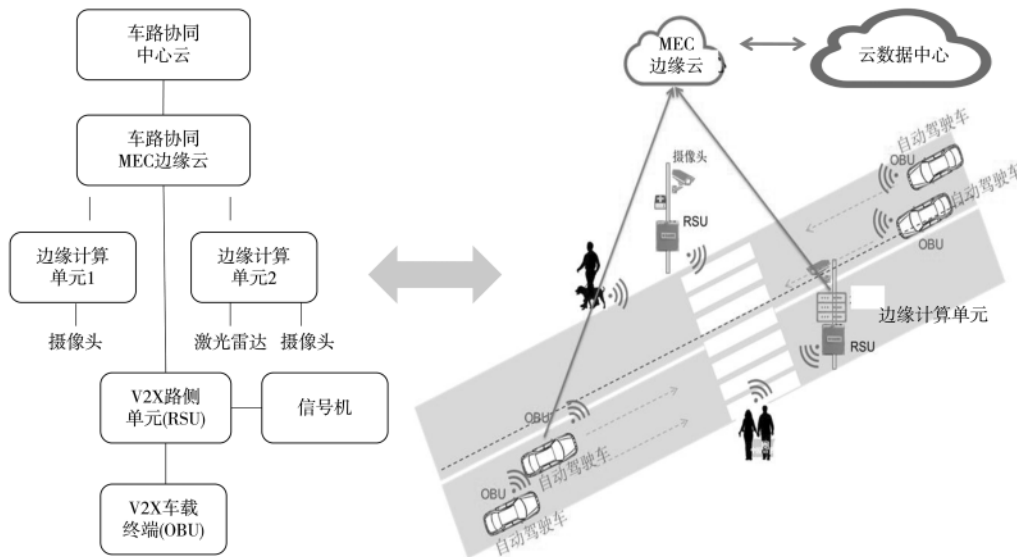 车路协同
中心云
车路协同
MEC边缘云
边缘计算
单元1
边缘计算
单元2
摄像头
激光雷达
摄像头
V2X路侧
单元(RSU)
信号机
V2X车载
终端(OBU)
MEC
边缘云
云数据中心
摄像头
RSU
自动驾驶车
OBU
自动驾驶车
OBU
边缘计算单元
RSU
OBU
自动驾驶车
OBU
自动驾驶车